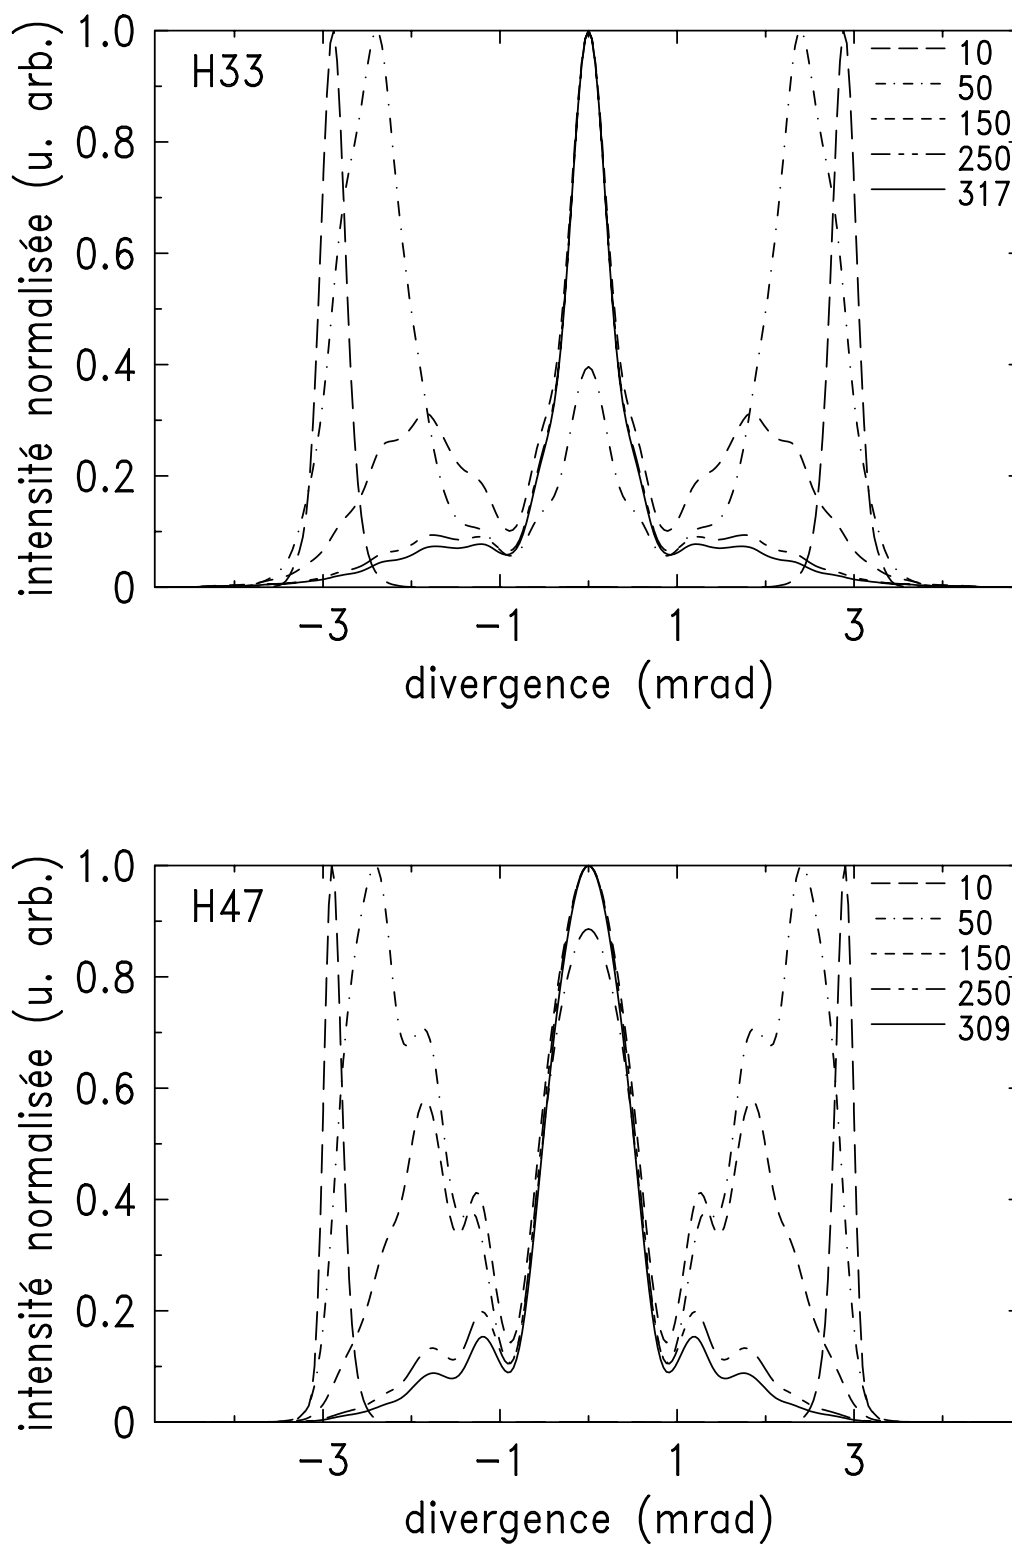 intensité normalisée (u. arb.)
1.0
0.8
0.6
0.4
0.2
0
H33
10
50
150
250
317
−3 −1 1 3
divergence (mrad)
intensité normalisée (u. arb.)
1.0
0.8
0.6
0.4
0.2
0
H47
10
50
150
250
309
−3 −1 1 3
divergence (mrad)